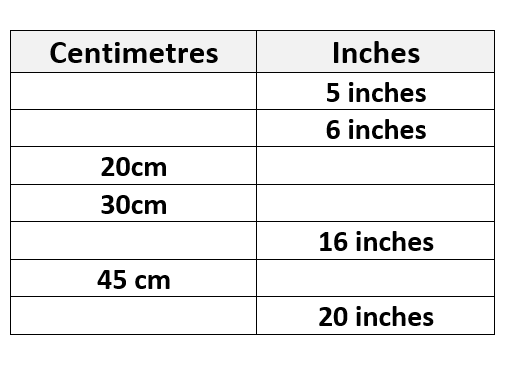 Centimetres Inches
5 inches
6 inches
20cm
30cm
16 inches
45 cm
20 inches